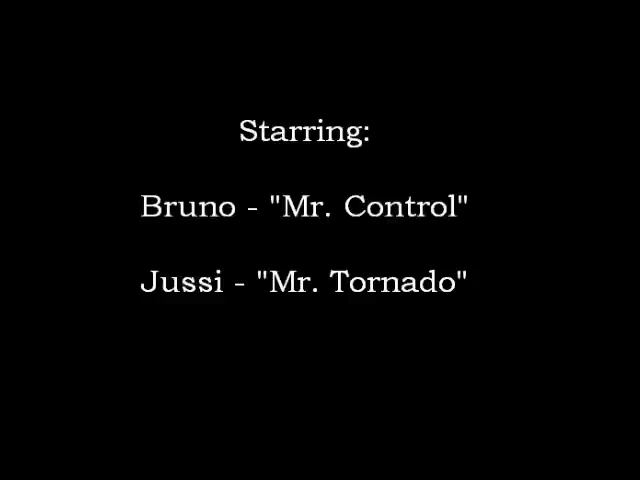 Starring:
Bruno - "Mr. Control"
Jussi - "Mr. Tornado"